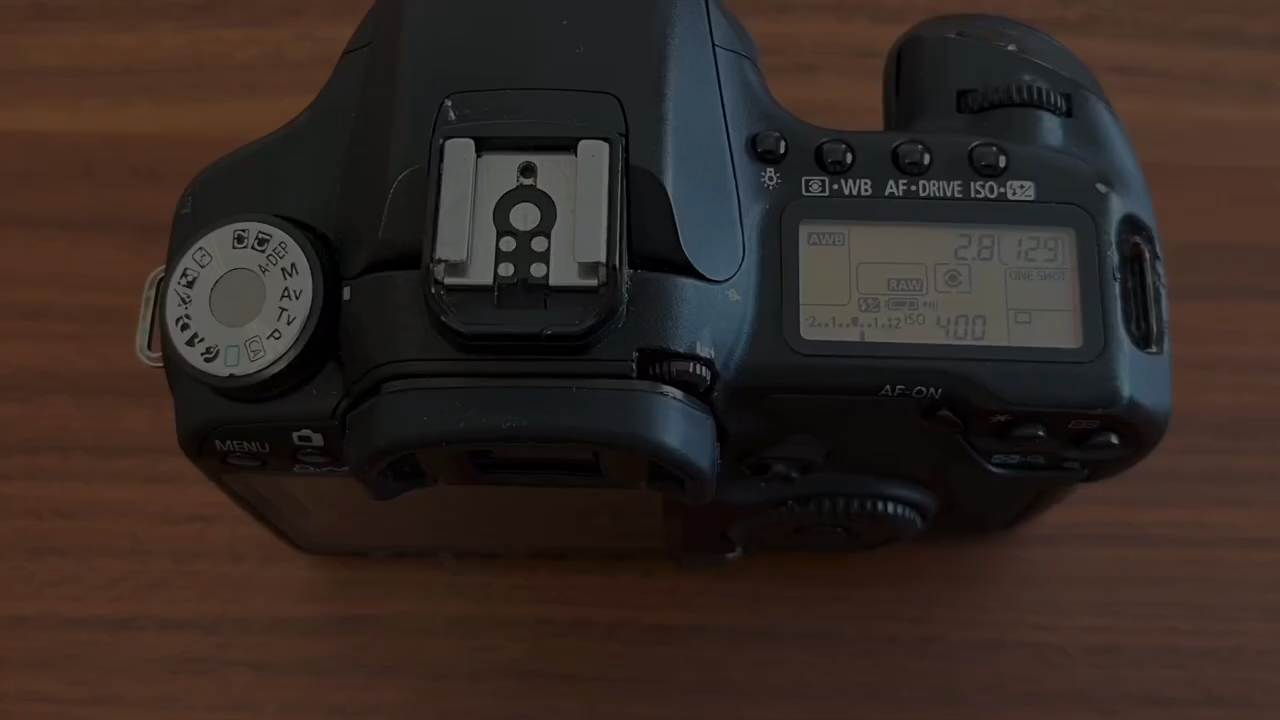 •WB AF•DRIVE ISO•
AWB 2.8 [129]
RAW ONE SHOT
-2..1..▼..1.:2 ISO 400
A-DEP
M
Av
Tv
P
CA
AF-ON
MENU